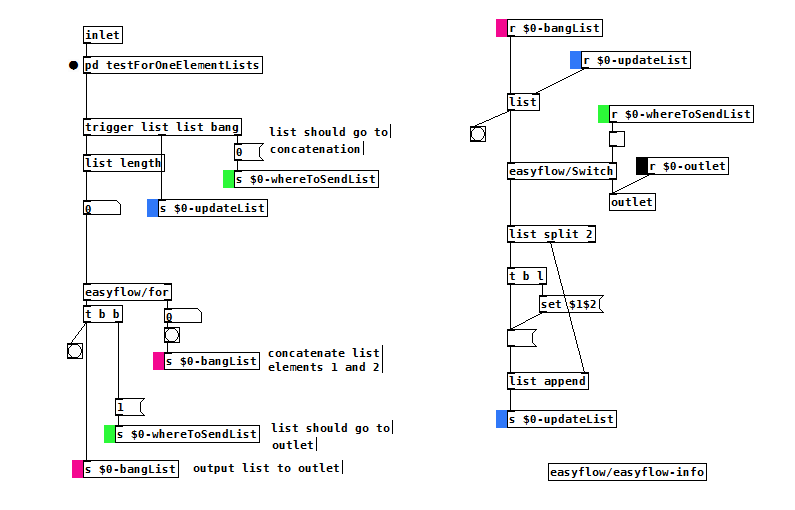 inlet
pd testForOneElementLists
trigger list list bang
list should go to
concatenation
list length
0
s $0-whereToSendList
0
s $0-updateList
easyflow/for
t b b
0
s $0-bangList
concatenate list
elements 1 and 2
1
s $0-whereToSendList
list should go to
outlet
s $0-bangList
output list to outlet
r $0-bangList
r $0-updateList
list
r $0-whereToSendList
easyflow/Switch
r $0-outlet
outlet
list split 2
t b l
set $1$2
list append
s $0-updateList
easyflow/easyflow-info